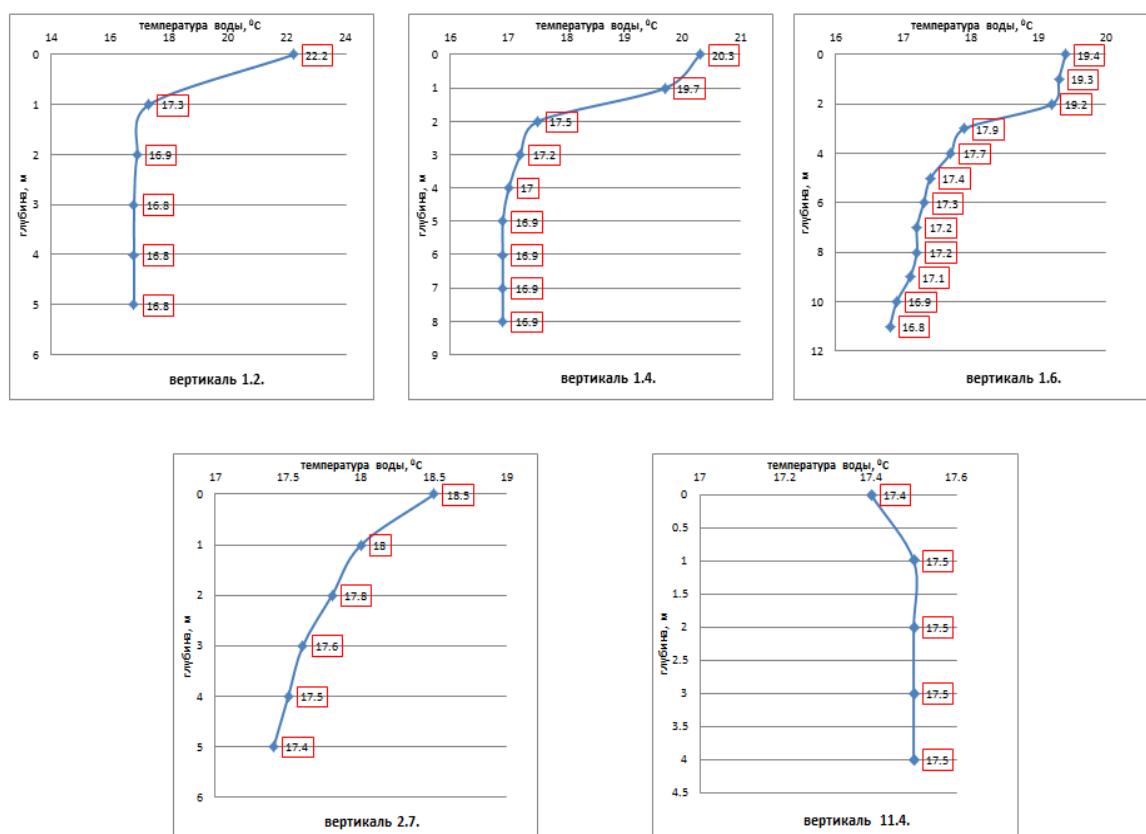 температура воды, ⁰С
14 16 18 20 22 24
0 22.2
1 17.3
2 16.9
3 16.8
4 16.8
5 16.8
6
глубина, м
вертикаль 1.2.
температура воды, ⁰С
16 17 18 19 20 21
0 20.3
1 19.7
2 17.5
3 17.2
4 17
5 16.9
6 16.9
7 16.9
8 16.9
9
глубина, м
вертикаль 1.4.
температура воды, ⁰С
16 17 18 19 20
0 19.4
19.3
2 19.2
17.9
4 17.7
17.4
6 17.3
17.2
8 17.2
17.1
10 16.9
16.8
12
глубина, м
вертикаль 1.6.
температура воды, ⁰С
17 17.5 18 18.5 19
0 18.5
1 18
2 17.8
3 17.6
4 17.5
5 17.4
6
глубина, м
вертикаль 2.7.
температура воды, ⁰С
17 17.2 17.4 17.6
0 17.4
0.5
1 17.5
1.5
2 17.5
2.5
3 17.5
3.5
4 17.5
4.5
глубина, м
вертикаль 11.4.